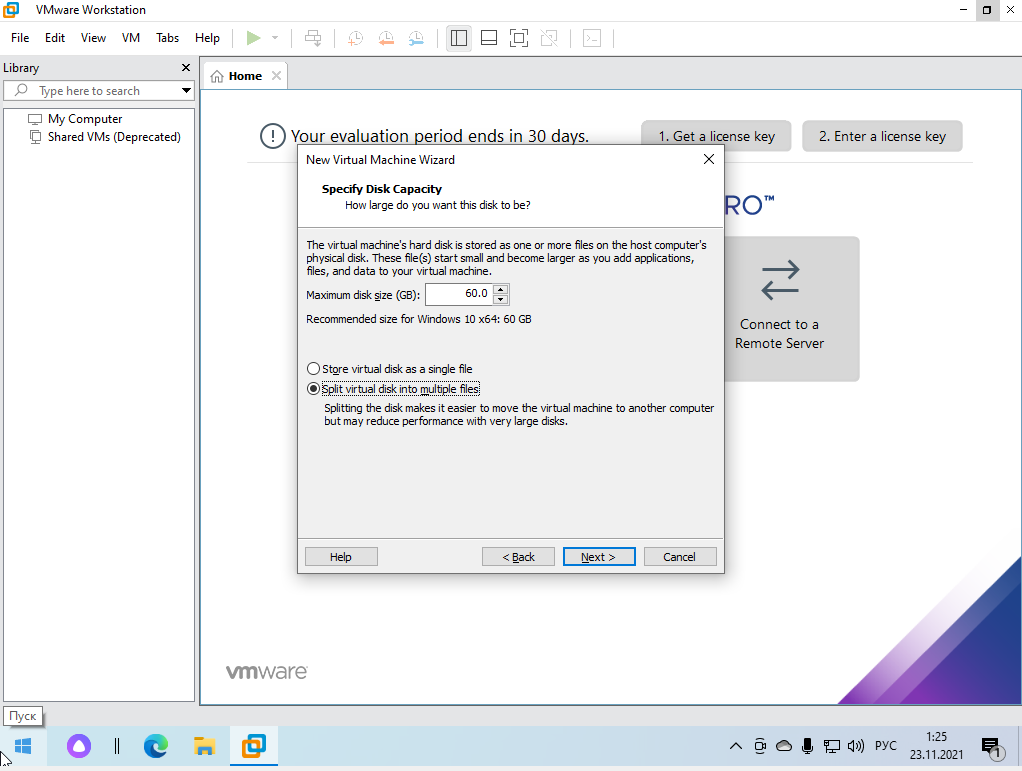 VMware Workstation
File Edit View VM Tabs Help
Library
Type here to search
My Computer
Shared VMs (Deprecated)
Home
Your evaluation period ends in 30 days.
1. Get a license key
2. Enter a license key
RO™
New Virtual Machine Wizard
Specify Disk Capacity
How large do you want this disk to be?
The virtual machine's hard disk is stored as one or more files on the host computer's
physical disk. These file(s) start small and become larger as you add applications,
files, and data to your virtual machine.
Maximum disk size (GB): 60.0
Recommended size for Windows 10 x64: 60 GB
Store virtual disk as a single file
Split virtual disk into multiple files
Splitting the disk makes it easier to move the virtual machine to another computer
but may reduce performance with very large disks.
Help
< Back
Next >
Cancel
Connect to a
Remote Server
vmware
Пуск
РУС
1:25
23.11.2021
1